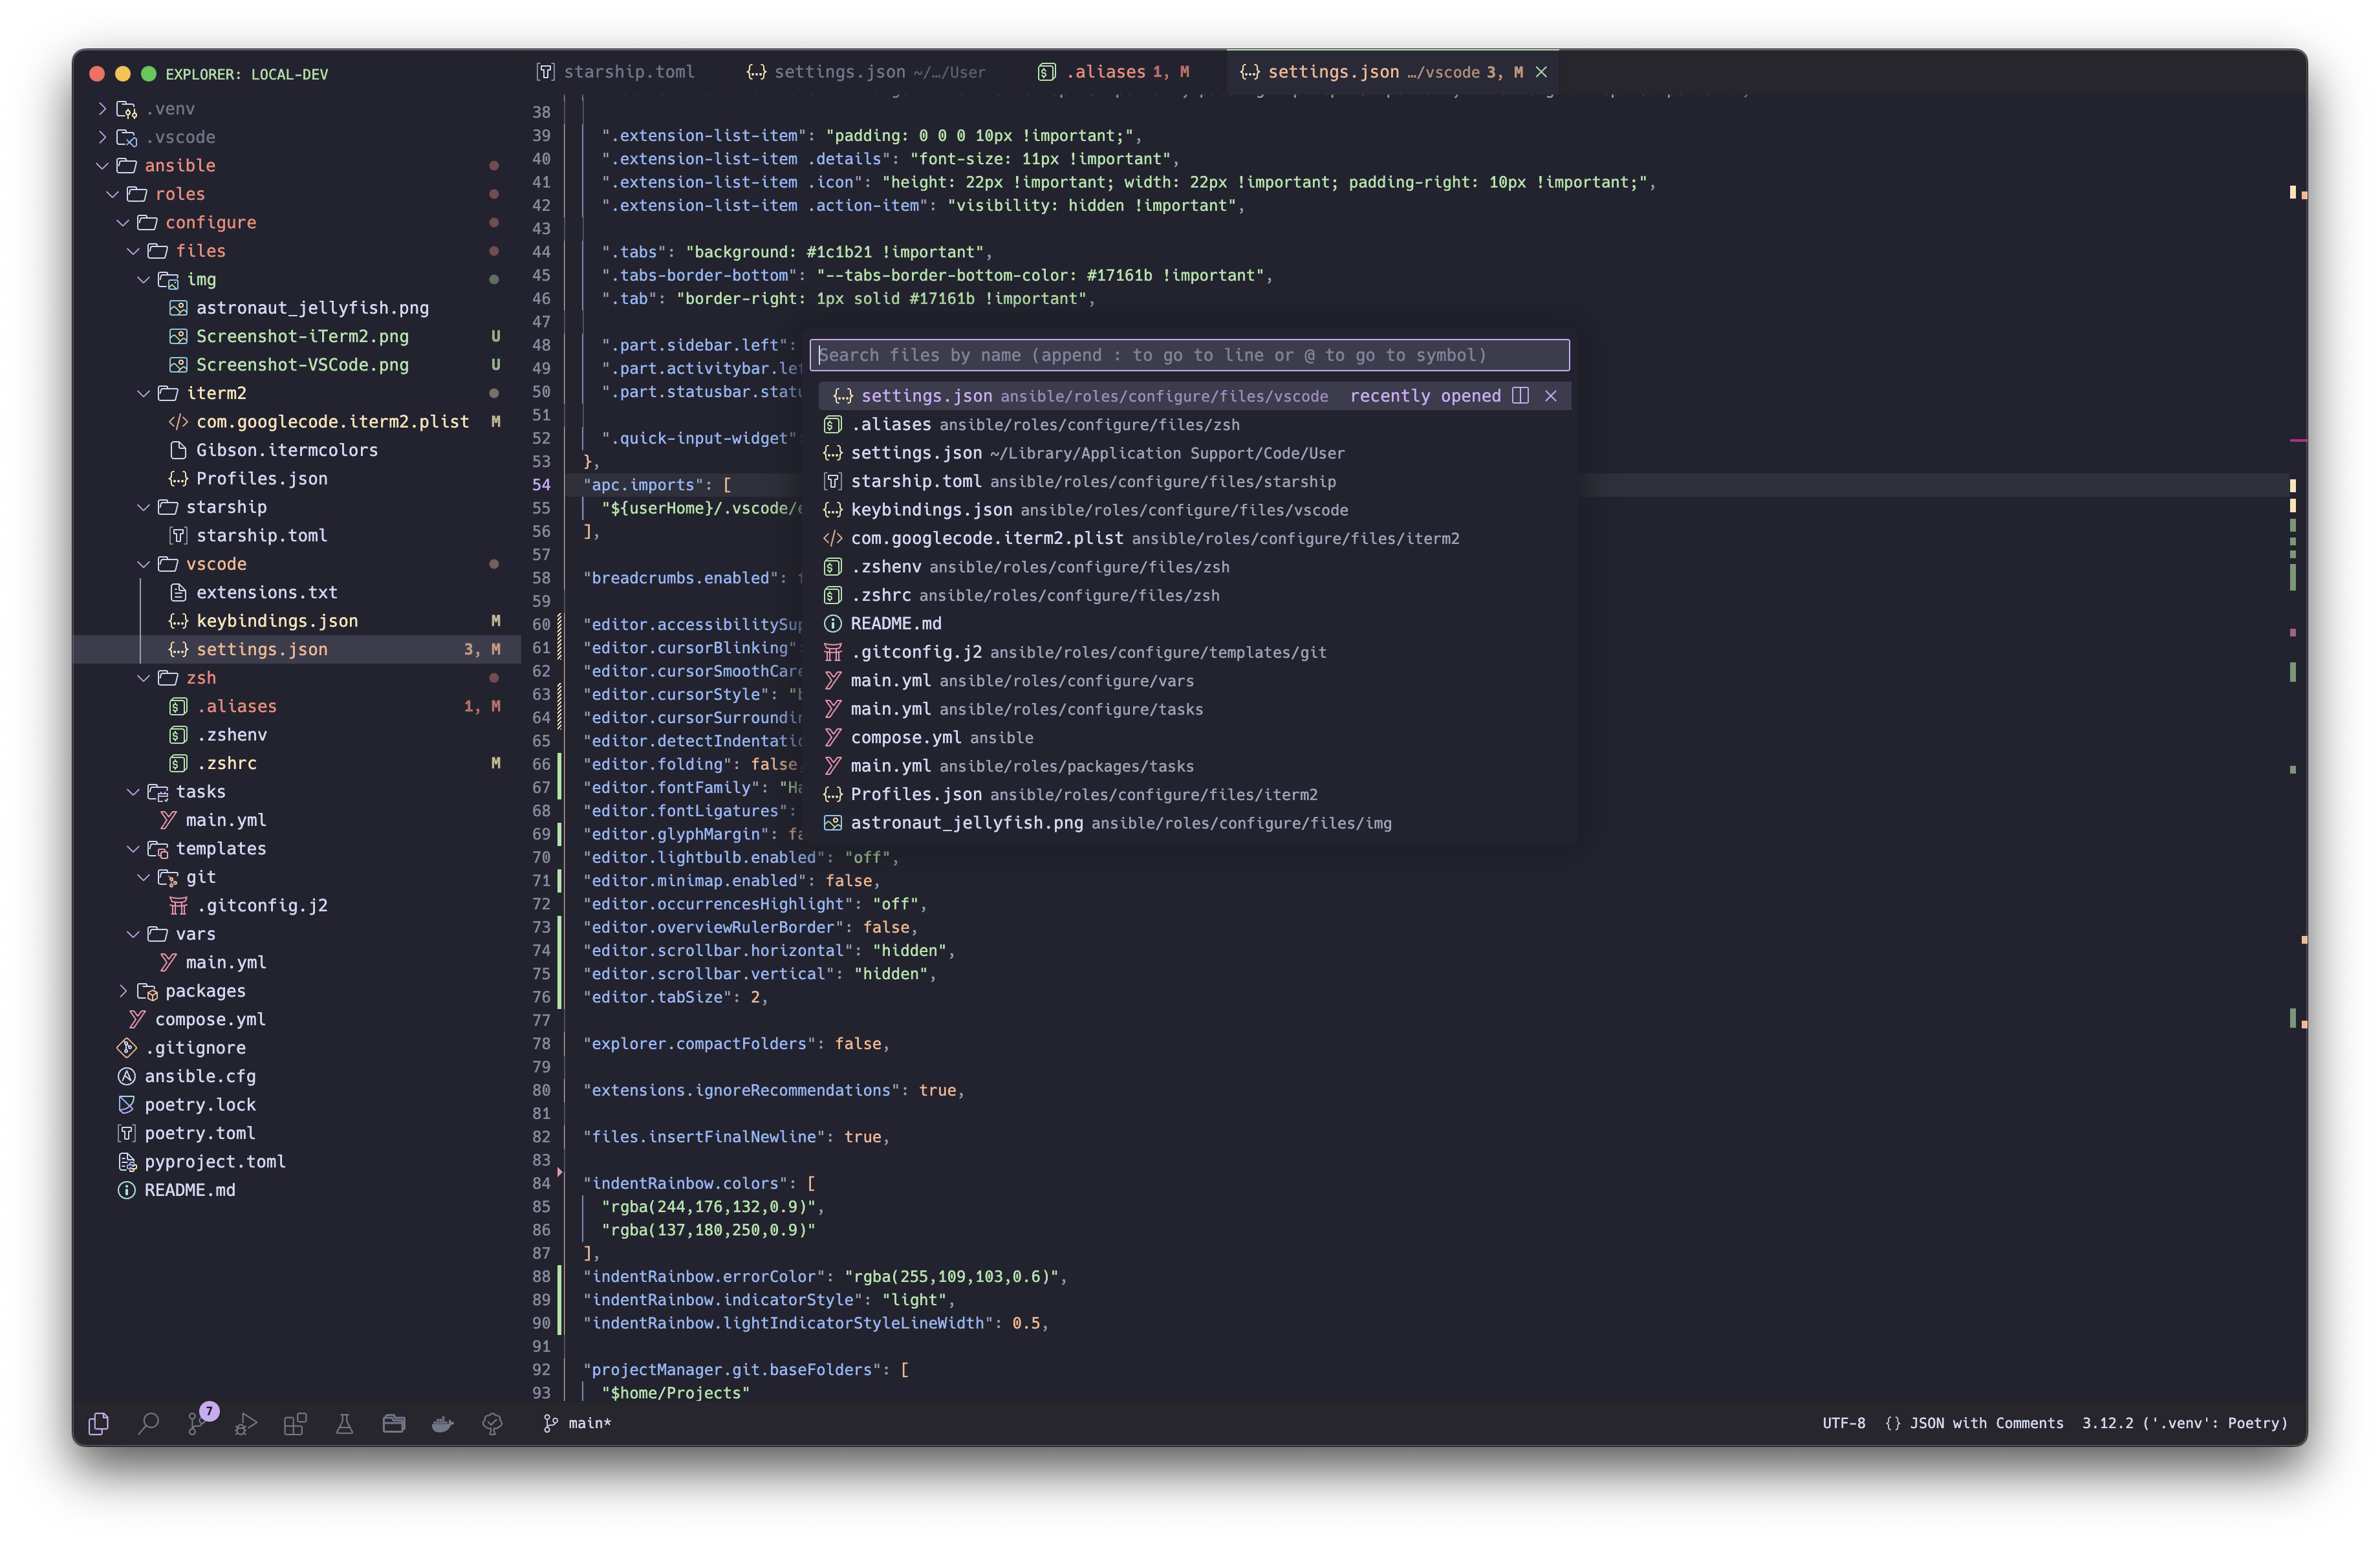 EXPLORER: LOCAL-DEV
.venv
.vscode
ansible
roles
configure
files
img
astronaut_jellyfish.png
Screenshot-iTerm2.png U
Screenshot-VSCode.png U
iterm2
com.googlecode.iterm2.plist M
Gibson.itermcolors
Profiles.json
starship
starship.toml
vscode
extensions.txt
keybindings.json M
settings.json 3, M
zsh
.aliases 1, M
.zshenv
.zshrc M
tasks
main.yml
templates
git
.gitconfig.j2
vars
main.yml
packages
compose.yml
.gitignore
ansible.cfg
poetry.lock
poetry.toml
pyproject.toml
README.md
starship.toml
settings.json ~/.../User
.aliases 1, M
settings.json .../vscode 3, M
38
39 ".extension-list-item": "padding: 0 0 0 10px !important;",
40 ".extension-list-item .details": "font-size: 11px !important",
41 ".extension-list-item .icon": "height: 22px !important; width: 22px !important; padding-right: 10px !important;",
42 ".extension-list-item .action-item": "visibility: hidden !important",
43
44 ".tabs": "background: #1c1b21 !important",
45 ".tabs-border-bottom": "--tabs-border-bottom-color: #17161b !important",
46 ".tab": "border-right: 1px solid #17161b !important",
47
48 ".part.sidebar.left":
49 ".part.activitybar.le
50 ".part.statusbar.statu
51
52 ".quick-input-widget":
53 },
54 "apc.imports": [
55 "${userHome}/.vscode/
56 ],
57
58 "breadcrumbs.enabled":
59
60 "editor.accessibilitySup
61 "editor.cursorBlinking"
62 "editor.cursorSmoothCare
63 "editor.cursorStyle": "b
64 "editor.cursorSurroundin
65 "editor.detectIndentatio
66 "editor.folding": false
67 "editor.fontFamily": "Ha
68 "editor.fontLigatures":
69 "editor.glyphMargin": fa
70 "editor.lightbulb.enabled": "off",
71 "editor.minimap.enabled": false,
72 "editor.occurrencesHighlight": "off",
73 "editor.overviewRulerBorder": false,
74 "editor.scrollbar.horizontal": "hidden",
75 "editor.scrollbar.vertical": "hidden",
76 "editor.tabSize": 2,
77
78 "explorer.compactFolders": false,
79
80 "extensions.ignoreRecommendations": true,
81
82 "files.insertFinalNewline": true,
83
84 "indentRainbow.colors": [
85 "rgba(244,176,132,0.9)",
86 "rgba(137,180,250,0.9)"
87 ],
88 "indentRainbow.errorColor": "rgba(255,109,103,0.6)",
89 "indentRainbow.indicatorStyle": "light",
90 "indentRainbow.lightIndicatorStyleLineWidth": 0.5,
91
92 "projectManager.git.baseFolders": [
93 "$home/Projects"
Search files by name (append : to go to line or @ to go to symbol)
settings.json ansible/roles/configure/files/vscode recently opened
.aliases ansible/roles/configure/files/zsh
settings.json ~/Library/Application Support/Code/User
starship.toml ansible/roles/configure/files/starship
keybindings.json ansible/roles/configure/files/vscode
com.googlecode.iterm2.plist ansible/roles/configure/files/iterm2
.zshenv ansible/roles/configure/files/zsh
.zshrc ansible/roles/configure/files/zsh
README.md
.gitconfig.j2 ansible/roles/configure/templates/git
main.yml ansible/roles/configure/vars
main.yml ansible/roles/configure/tasks
compose.yml ansible
main.yml ansible/roles/packages/tasks
Profiles.json ansible/roles/configure/files/iterm2
astronaut_jellyfish.png ansible/roles/configure/files/img
7
main*
UTF-8 {} JSON with Comments 3.12.2 ('.venv': Poetry)